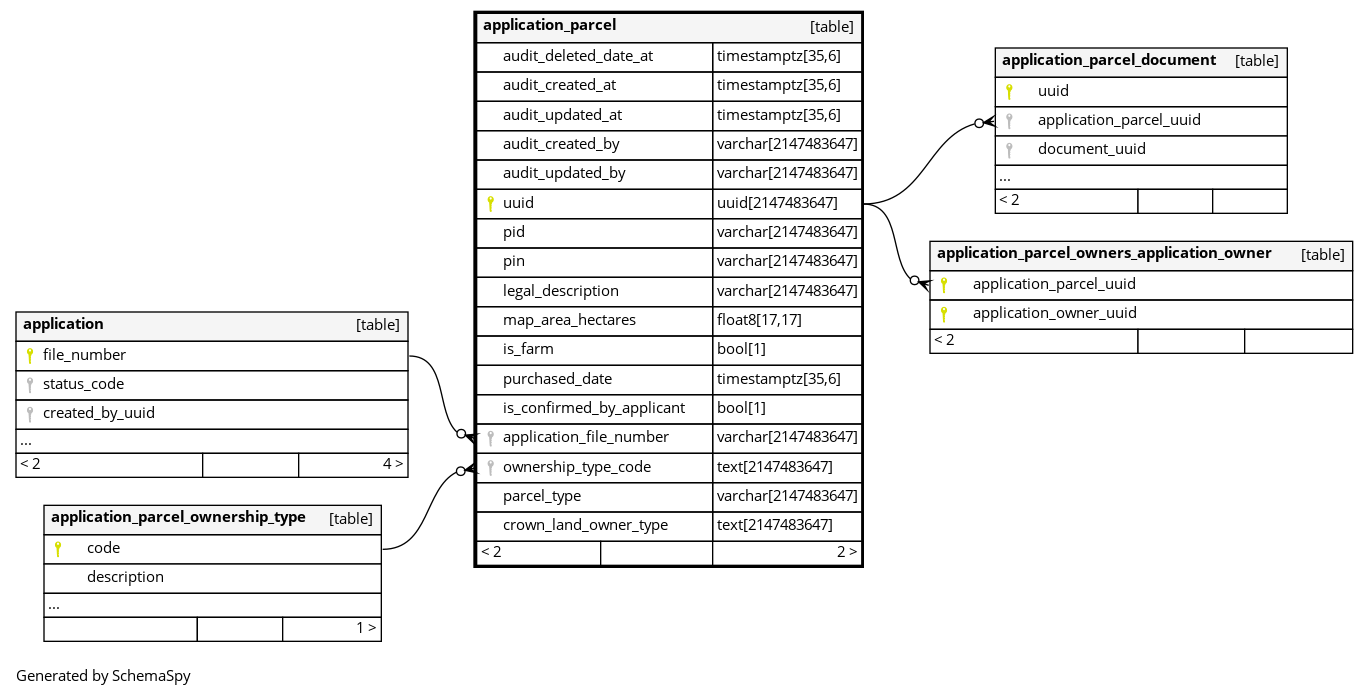 application_parcel [table]
audit_deleted_date_at timestamptz[35,6]
audit_created_at timestamptz[35,6]
audit_updated_at timestamptz[35,6]
audit_created_by varchar[2147483647]
audit_updated_by varchar[2147483647]
uuid uuid[2147483647]
pid varchar[2147483647]
pin varchar[2147483647]
legal_description varchar[2147483647]
map_area_hectares float8[17,17]
is_farm bool[1]
purchased_date timestamptz[35,6]
is_confirmed_by_applicant bool[1]
application_file_number varchar[2147483647]
ownership_type_code text[2147483647]
parcel_type varchar[2147483647]
crown_land_owner_type text[2147483647]
< 2 2 >
application_parcel_document [table]
uuid
application_parcel_uuid
document_uuid
...
< 2
application_parcel_owners_application_owner [table]
application_parcel_uuid
application_owner_uuid
< 2
application [table]
file_number
status_code
created_by_uuid
...
< 2 4 >
application_parcel_ownership_type [table]
code
description
...
1 >
Generated by SchemaSpy